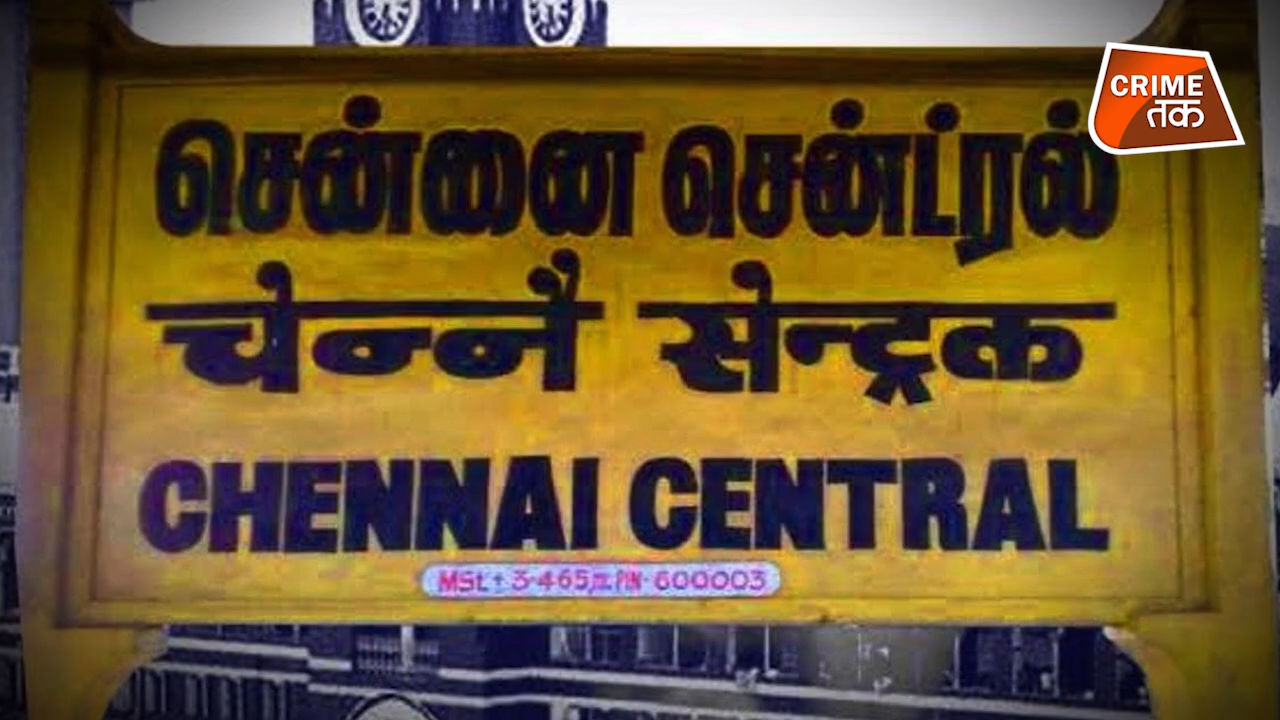 CRIME
तक
சென்னை சென்ட்ரல்
चेन्नै सेन्ट्रल
CHENNAI CENTRAL
MSL + 3·465m PIN· 600003